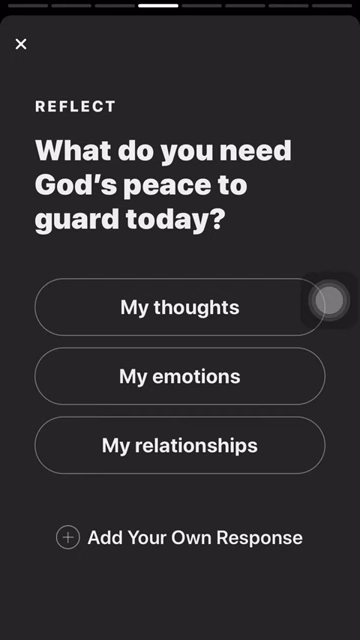 REFLECT
What do you need
God's peace to
guard today?
My thoughts
My emotions
My relationships
Add Your Own Response